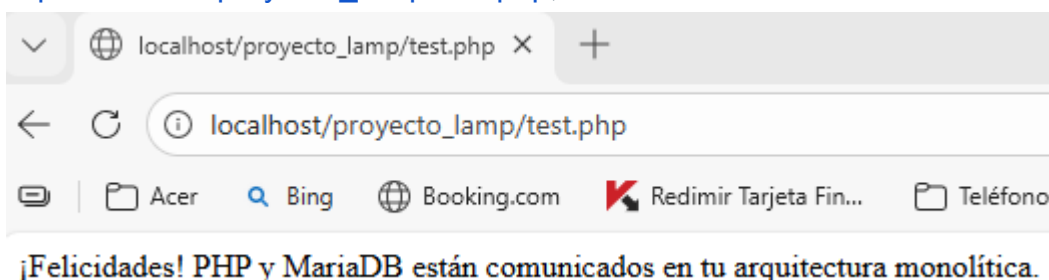 localhost/proyecto_lamp/test.php
localhost/proyecto_lamp/test.php
Acer Bing Booking.com Redimir Tarjeta Fin... Teléfono
¡Felicidades! PHP y MariaDB están comunicados en tu arquitectura monolítica.